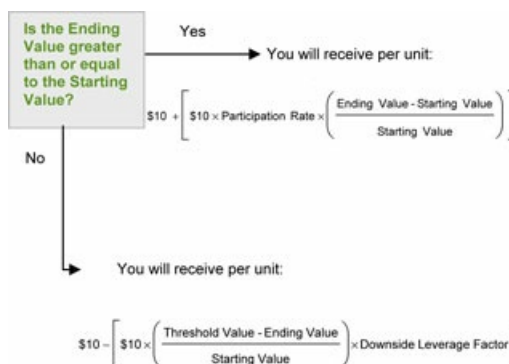 Is the Ending
Value greater
than or equal
to the Starting
Value?
Yes
You will receive per unit:
$10 + [ $10 × Participation Rate × ( Ending Value - Starting Value
Starting Value ) ]
No
You will receive per unit:
$10 − [ $10 × ( Threshold Value - Ending Value
Starting Value ) × Downside Leverage Factor